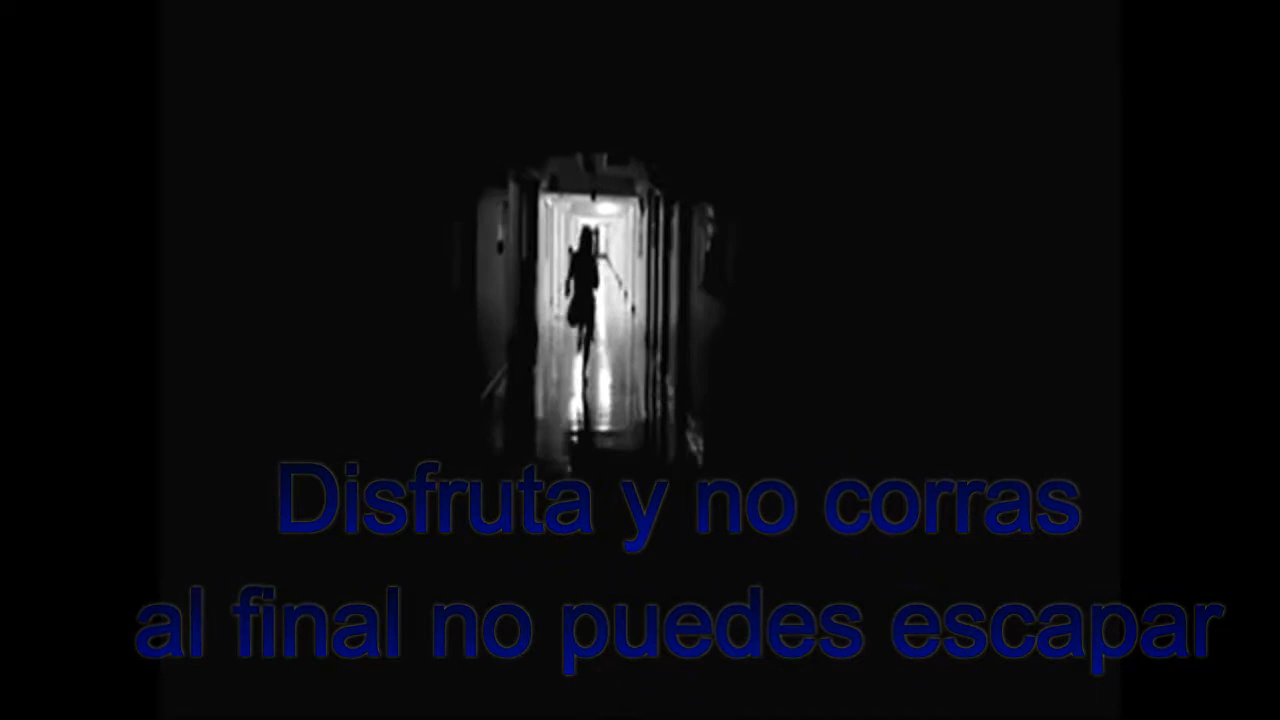 Disfruta y no corras
al final no puedes escapar